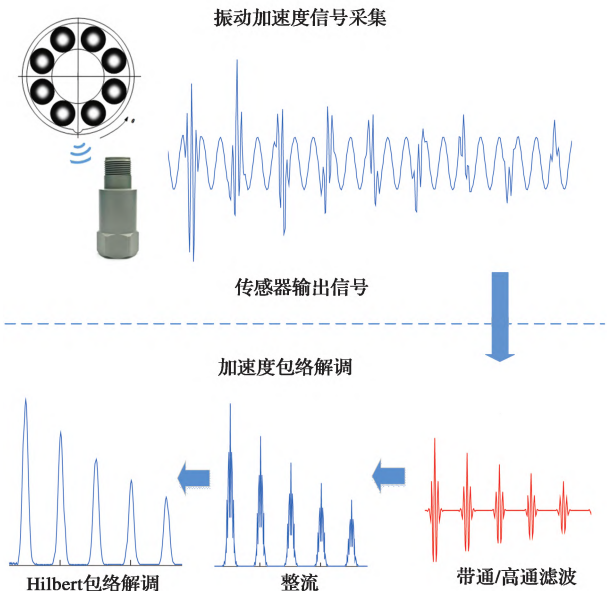 振动加速度信号采集
传感器输出信号
加速度包络解调
Hilbert包络解调
整流
带通/高通滤波